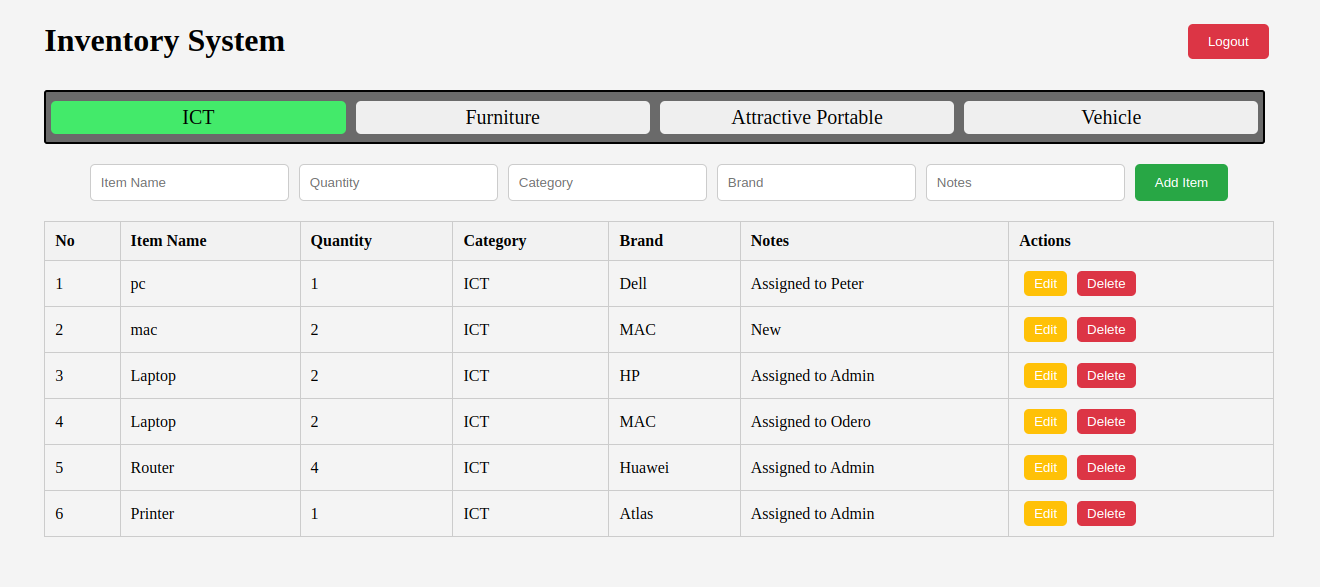 Inventory System
Logout
ICT Furniture Attractive Portable Vehicle
Item Name Quantity Category Brand Notes Add Item
No Item Name Quantity Category Brand Notes Actions
1 pc 1 ICT Dell Assigned to Peter Edit Delete
2 mac 2 ICT MAC New Edit Delete
3 Laptop 2 ICT HP Assigned to Admin Edit Delete
4 Laptop 2 ICT MAC Assigned to Odero Edit Delete
5 Router 4 ICT Huawei Assigned to Admin Edit Delete
6 Printer 1 ICT Atlas Assigned to Admin Edit Delete